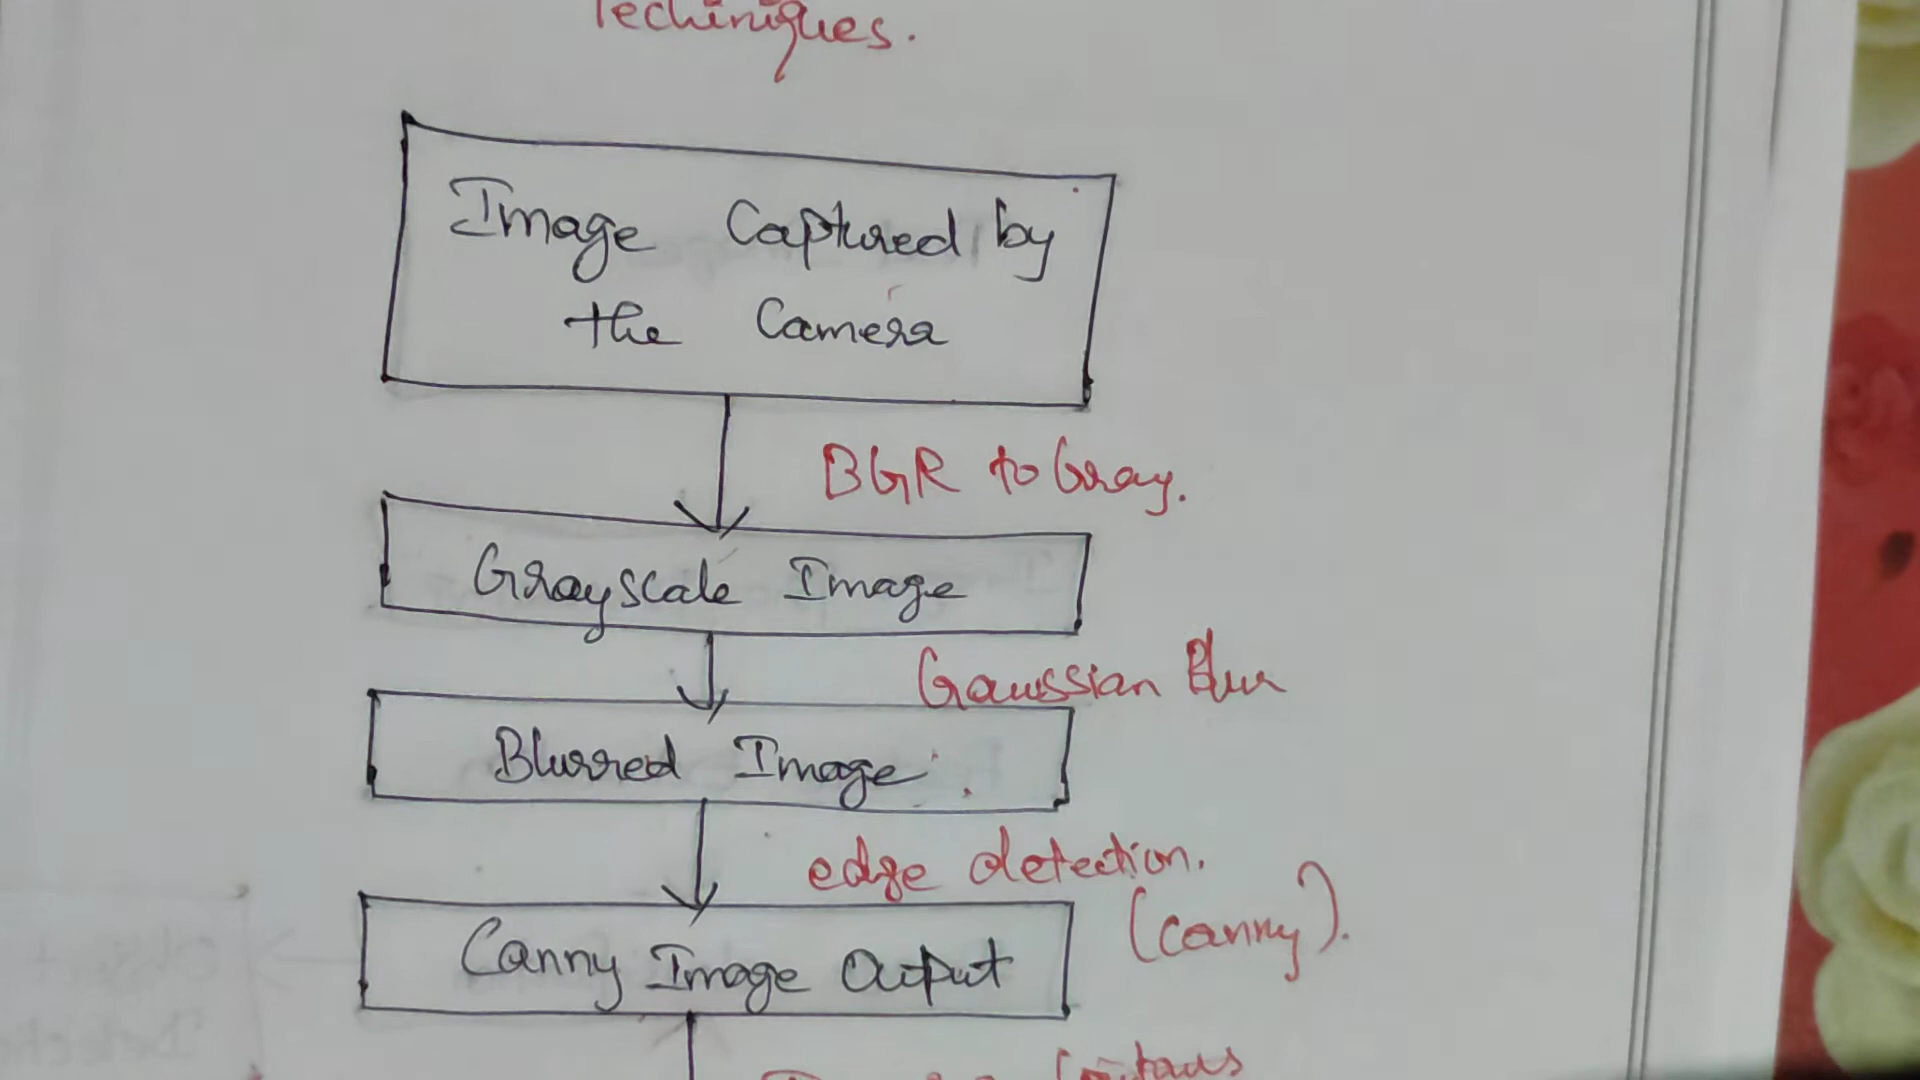 Techiniques.
Image Captured by
the Camera
BGR to Gray.
Grayscale Image
Gaussian Blur
Blurred Image
edge detection.
(canny).
Canny Image Output